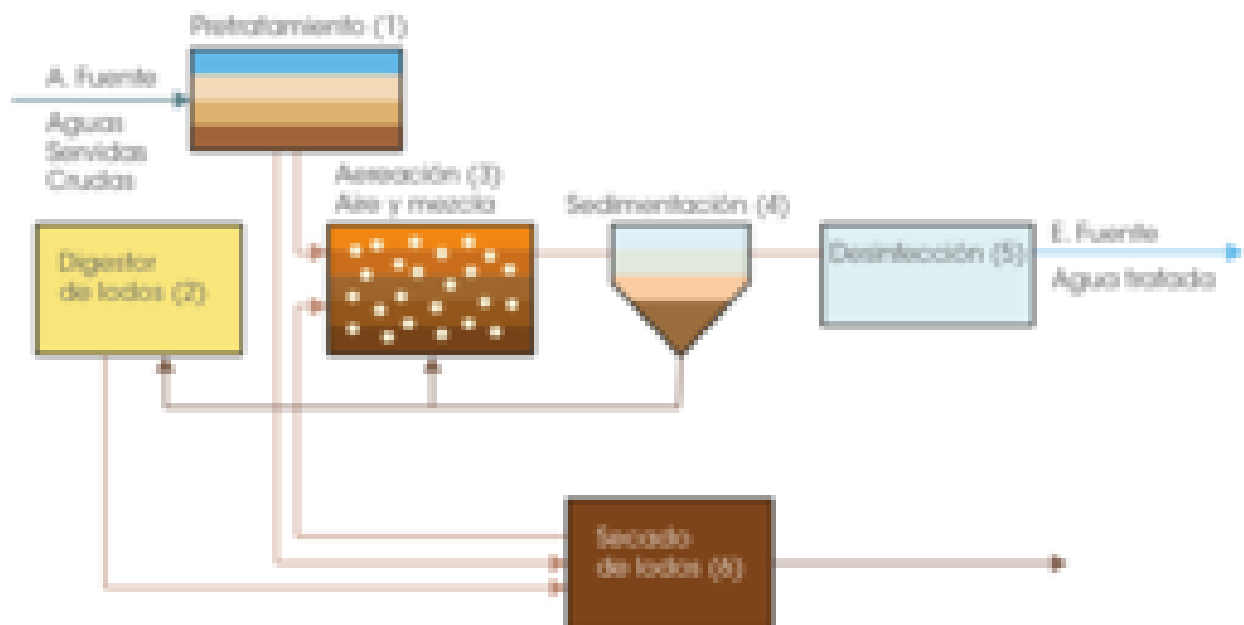 Pretratamiento (1)
A. Fuente
Aguas
Servidas
Crudas
Aereación (3)
Aire y mezcla
Sedimentación (4)
Digestor
de lodos (2)
Desinfección (5)
E. Fuente
Agua tratada
Secado
de lodos (6)